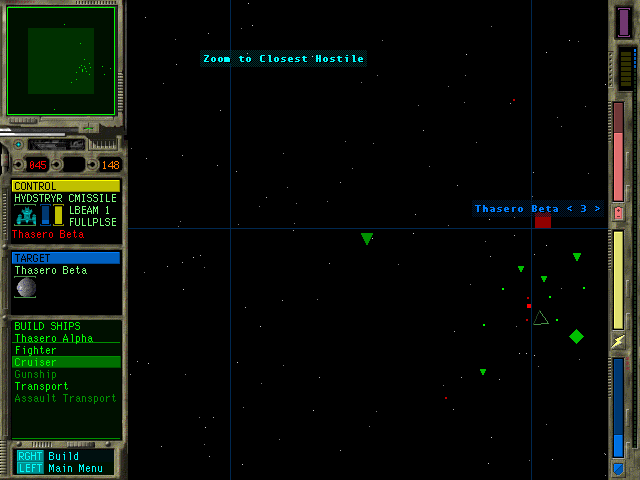 Zoom to Closest Hostile
045
148
CONTROL
HVDSTRYR CMISSILE
LBEAM 1
FULLPLSE
Thasero Beta
Thasero Beta < 3 >
TARGET
Thasero Beta
BUILD SHIPS
Thasero Alpha
Fighter
Cruiser
Gunship
Transport
Assault Transport
RGHT Build
LEFT Main Menu